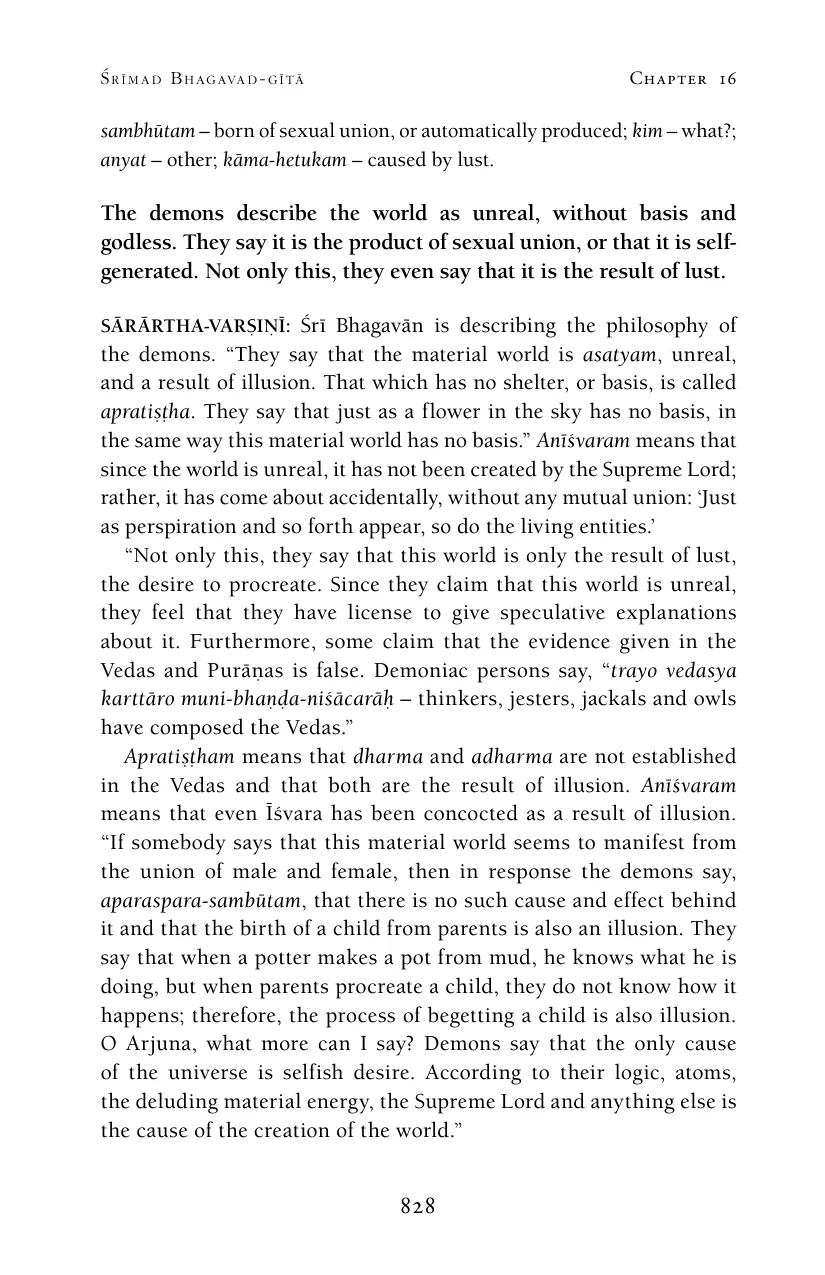 Śrīmad Bhagavad-gītā Chapter 16
sambhūtam – born of sexual union, or automatically produced; kim – what?;
anyat – other; kāma-hetukam – caused by lust.
The demons describe the world as unreal, without basis and
godless. They say it is the product of sexual union, or that it is self-
generated. Not only this, they even say that it is the result of lust.
SĀRĀRTHA-VARṢIṆĪ: Śrī Bhagavān is describing the philosophy of
the demons. “They say that the material world is asatyam, unreal,
and a result of illusion. That which has no shelter, or basis, is called
apratiṣṭha. They say that just as a flower in the sky has no basis, in
the same way this material world has no basis.” Anīśvaram means that
since the world is unreal, it has not been created by the Supreme Lord;
rather, it has come about accidentally, without any mutual union: ‘Just
as perspiration and so forth appear, so do the living entities.’
“Not only this, they say that this world is only the result of lust,
the desire to procreate. Since they claim that this world is unreal,
they feel that they have license to give speculative explanations
about it. Furthermore, some claim that the evidence given in the
Vedas and Purāṇas is false. Demoniac persons say, “trayo vedasya
karttāro muni-bhaṇḍa-niśācarāḥ – thinkers, jesters, jackals and owls
have composed the Vedas.”
Apratiṣṭham means that dharma and adharma are not established
in the Vedas and that both are the result of illusion. Anīśvaram
means that even Īśvara has been concocted as a result of illusion.
“If somebody says that this material world seems to manifest from
the union of male and female, then in response the demons say,
aparaspara-sambūtam, that there is no such cause and effect behind
it and that the birth of a child from parents is also an illusion. They
say that when a potter makes a pot from mud, he knows what he is
doing, but when parents procreate a child, they do not know how it
happens; therefore, the process of begetting a child is also illusion.
O Arjuna, what more can I say? Demons say that the only cause
of the universe is selfish desire. According to their logic, atoms,
the deluding material energy, the Supreme Lord and anything else is
the cause of the creation of the world.”
828